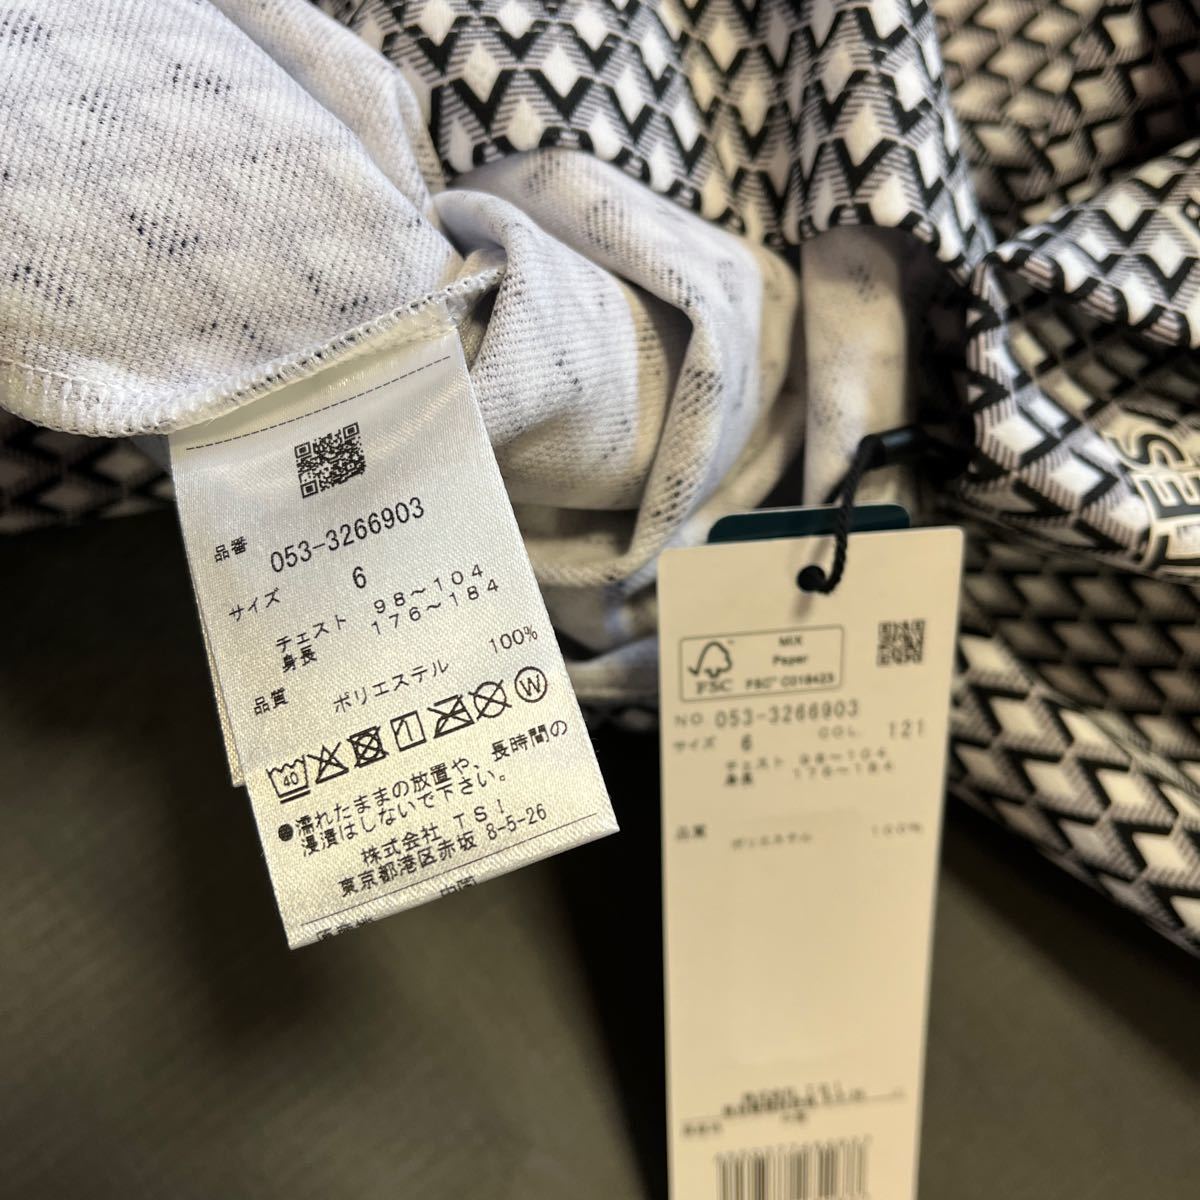 品番 053-3266903
サイズ 6
チェスト 98～104
身長 176～184
品質 ポリエステル 100%
40 W
●濡れたままの放置や、長時間の
浸漬はしないで下さい。
株式会社 TSI
東京都港区赤坂 8-5-26
FSC
MIX
Paper
FSC™ C018423
NO. 053-3266903
サイズ 6 COL. 121
チェスト 98～104
身長 176～184
品質 ポリエステル 100%